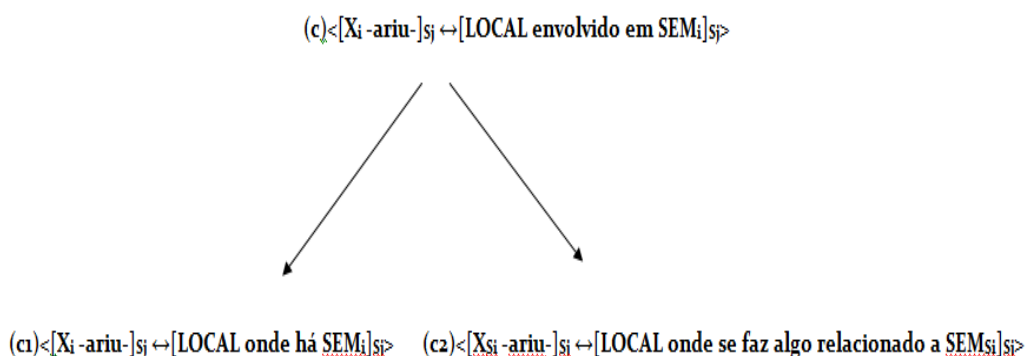 (c)<[Xi -ariu-]Sj ↔[LOCAL envolvido em SEMi]Sj>
(c1)<[Xi -ariu-]Sj ↔[LOCAL onde há SEMi]Sj> (c2)<[XSi -ariu-]Sj ↔[LOCAL onde se faz algo relacionado a SEMSi]Sj>